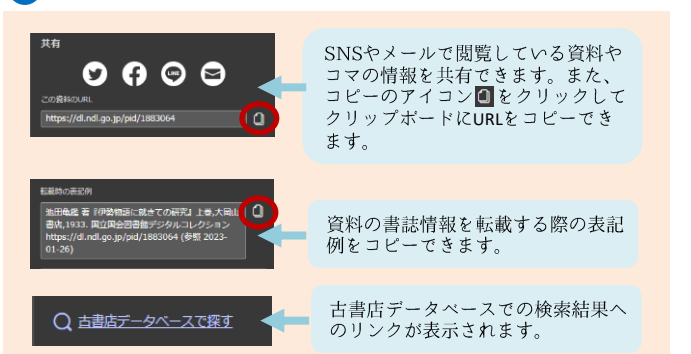 共有
LINE
この資料のURL
https://dl.ndl.go.jp/pid/1883064
SNSやメールで閲覧している資料や
コマの情報を共有できます。また、
コピーのアイコンをクリックして
クリップボードにURLをコピーでき
ます。
転載時の表記例
池田亀鑑 著『伊勢物語に就きての研究』上巻,大岡山
書店,1933. 国立国会図書館デジタルコレクション
https://dl.ndl.go.jp/pid/1883064 (参照 2023-
01-26)
資料の書誌情報を転載する際の表記
例をコピーできます。
古書店データベースで探す
古書店データベースでの検索結果へ
のリンクが表示されます。